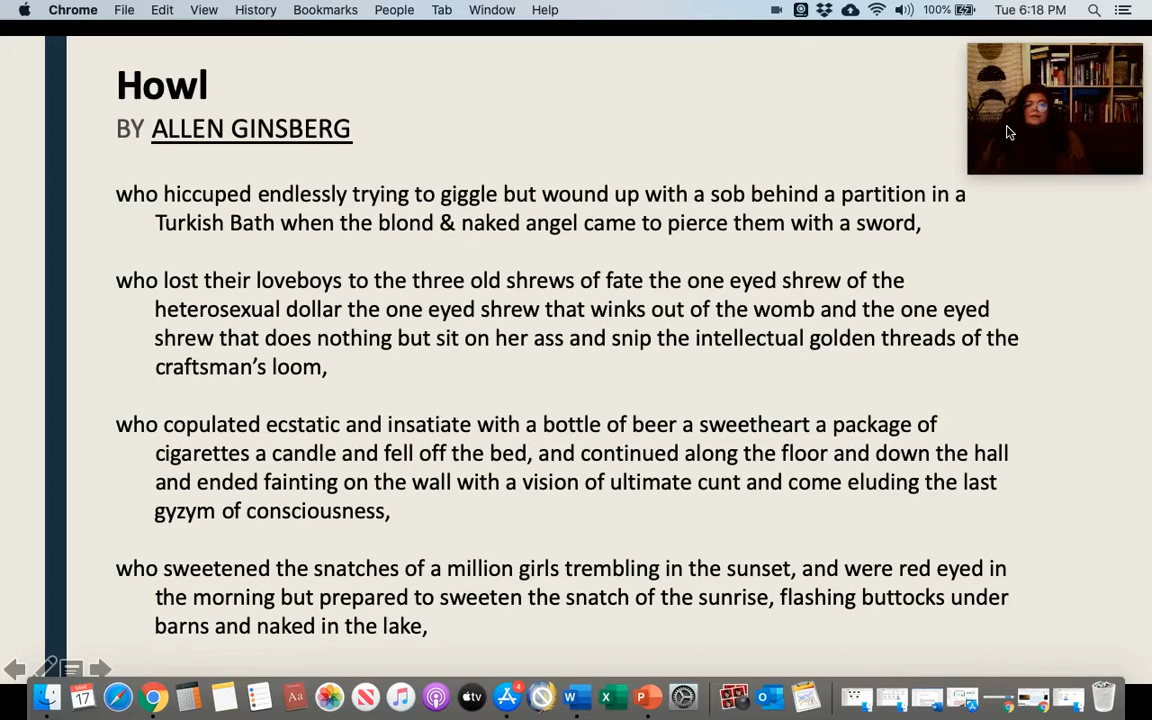 Chrome File Edit View History Bookmarks People Tab Window Help 100% Tue 6:18 PM
Howl
BY ALLEN GINSBERG
who hiccuped endlessly trying to giggle but wound up with a sob behind a partition in a
Turkish Bath when the blond & naked angel came to pierce them with a sword,
who lost their loveboys to the three old shrews of fate the one eyed shrew of the
heterosexual dollar the one eyed shrew that winks out of the womb and the one eyed
shrew that does nothing but sit on her ass and snip the intellectual golden threads of the
craftsman’s loom,
who copulated ecstatic and insatiate with a bottle of beer a sweetheart a package of
cigarettes a candle and fell off the bed, and continued along the floor and down the hall
and ended fainting on the wall with a vision of ultimate cunt and come eluding the last
gyzym of consciousness,
who sweetened the snatches of a million girls trembling in the sunset, and were red eyed in
the morning but prepared to sweeten the snatch of the sunrise, flashing buttocks under
barns and naked in the lake,
MAR 17 Aa tv 4 W X P